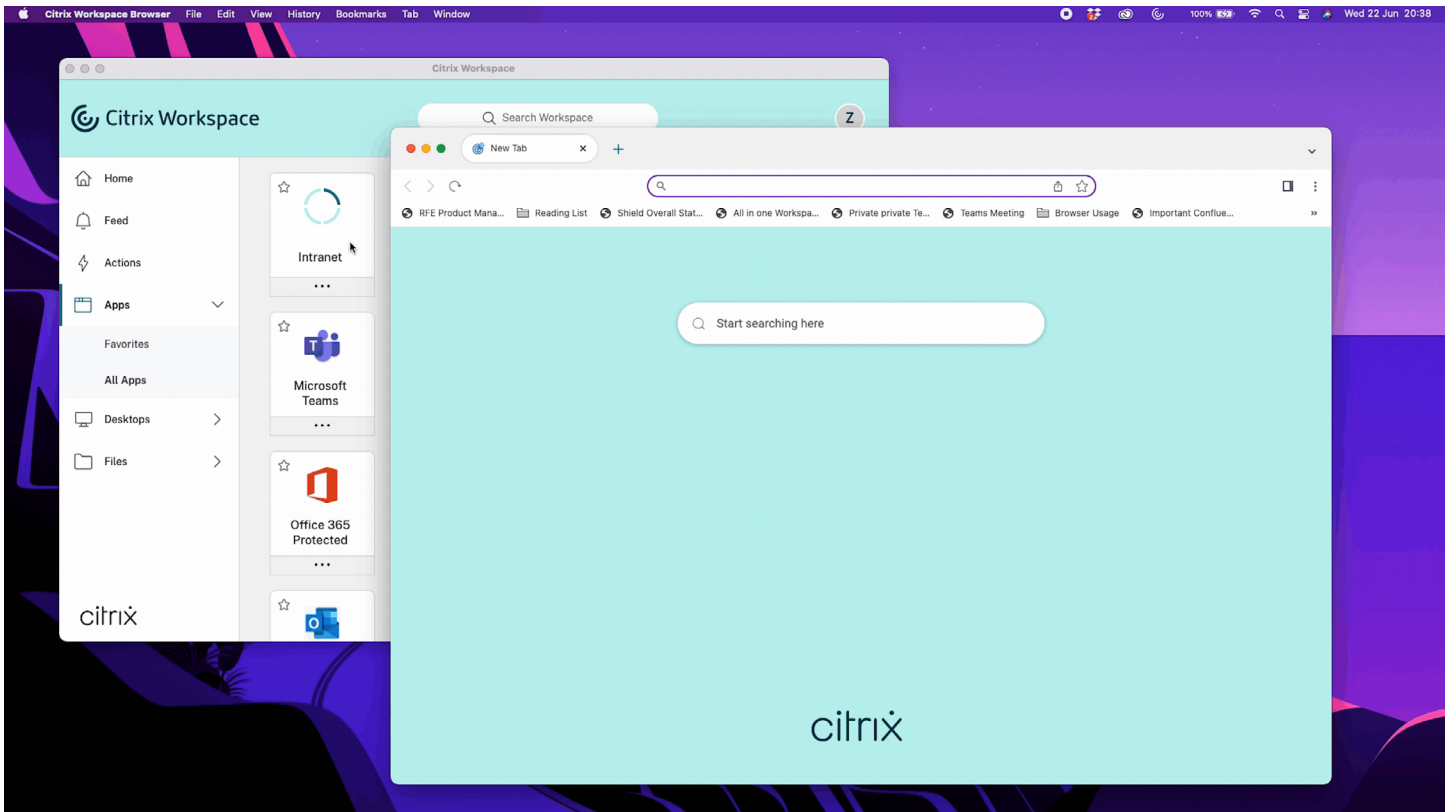 Citrix Workspace Browser File Edit View History Bookmarks Tab Window 100% Wed 22 Jun 20:38
Citrix Workspace
Citrix Workspace
Search Workspace
Z
Home
Feed
Actions
Apps
Favorites
All Apps
Desktops
Files
citrix
Intranet
Microsoft
Teams
Office 365
Protected
New Tab
RFE Product Mana... Reading List Shield Overall Stat... All in one Workspa... Private private Te... Teams Meeting Browser Usage Important Conflue... »
Start searching here
citrix